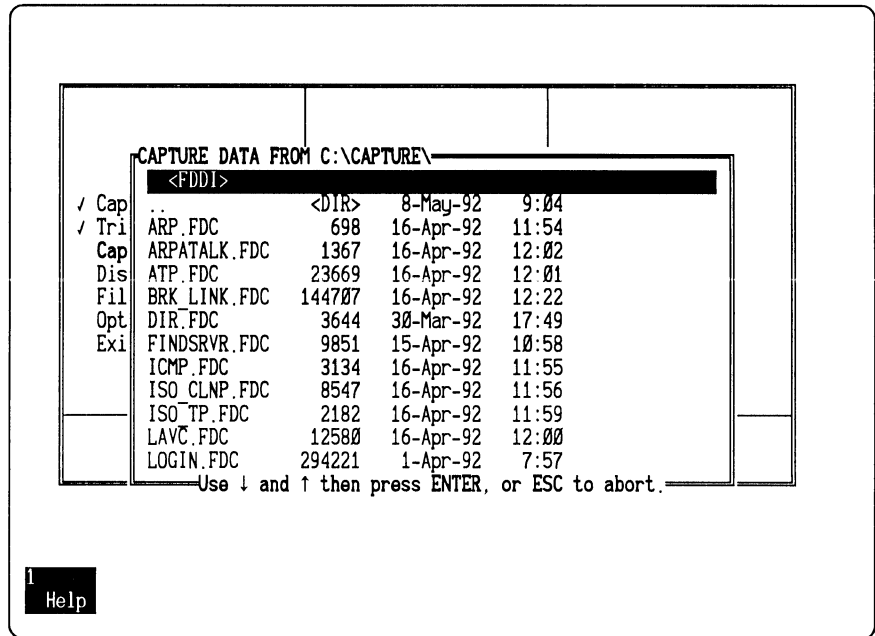 CAPTURE DATA FROM C:\CAPTURE\
<FDDI>
✓ Cap .. <DIR> 8-May-92 9:04
✓ Tri ARP.FDC 698 16-Apr-92 11:54
Cap ARPATALK.FDC 1367 16-Apr-92 12:02
Dis ATP.FDC 23669 16-Apr-92 12:01
Fil BRK_LINK.FDC 144707 16-Apr-92 12:22
Opt DIR.FDC 3644 30-Mar-92 17:49
Exi FINDSRVR.FDC 9851 15-Apr-92 10:58
ICMP.FDC 3134 16-Apr-92 11:55
ISO_CLNP.FDC 8547 16-Apr-92 11:56
ISO_TP.FDC 2182 16-Apr-92 11:59
LAVC.FDC 12580 16-Apr-92 12:00
LOGIN.FDC 294221 1-Apr-92 7:57
Use ↓ and ↑ then press ENTER, or ESC to abort.
1
Help